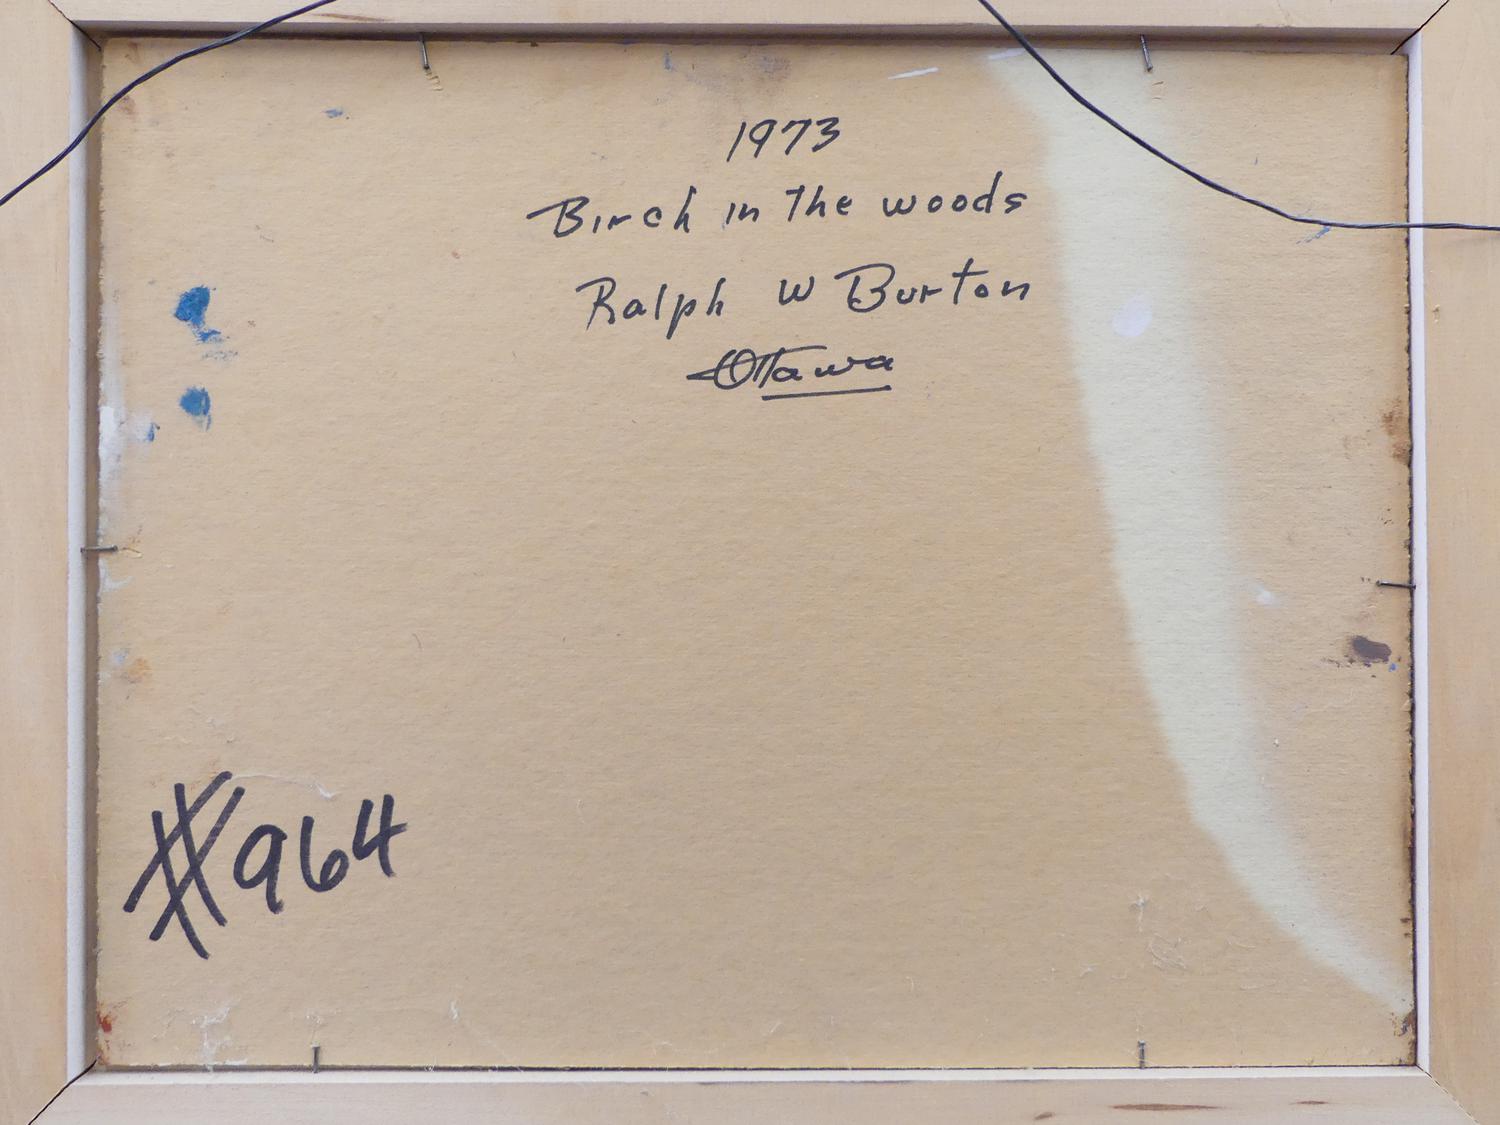 1973
Birch in The woods
Ralph W Burton
Ottawa
#964